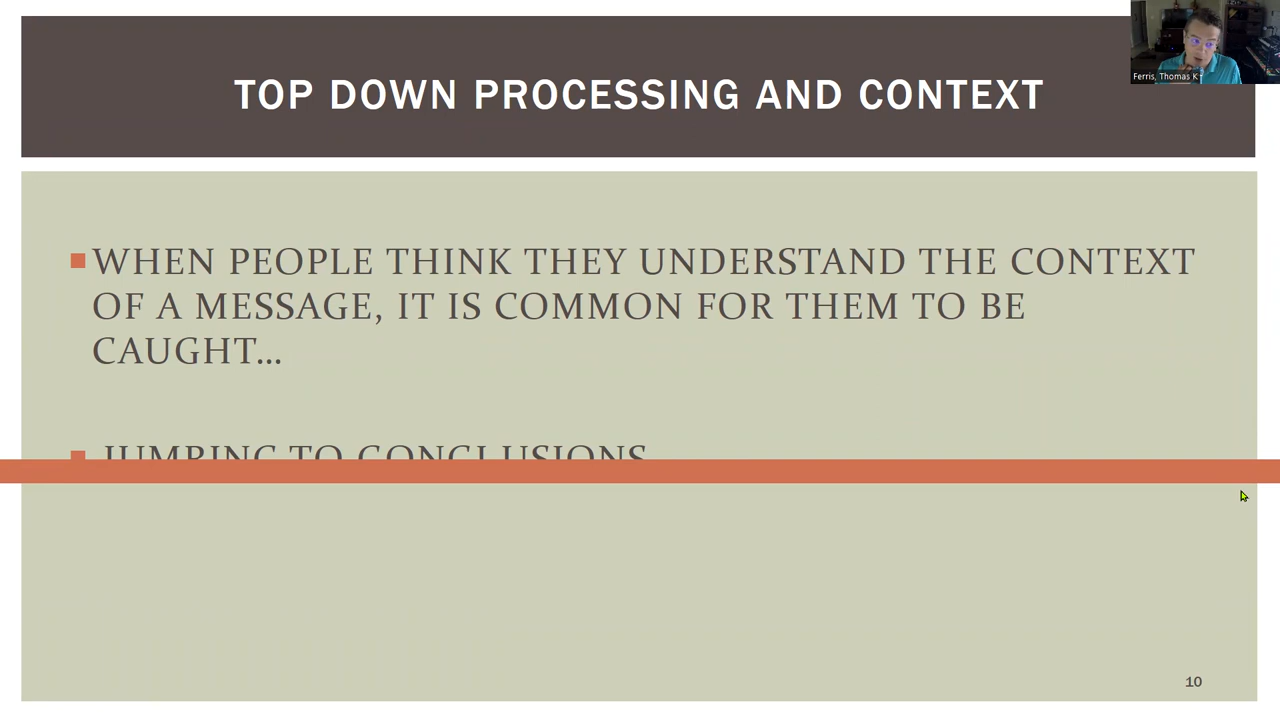 TOP DOWN PROCESSING AND CONTEXT
Ferris, Thomas K
WHEN PEOPLE THINK THEY UNDERSTAND THE CONTEXT
OF A MESSAGE, IT IS COMMON FOR THEM TO BE
CAUGHT...
10